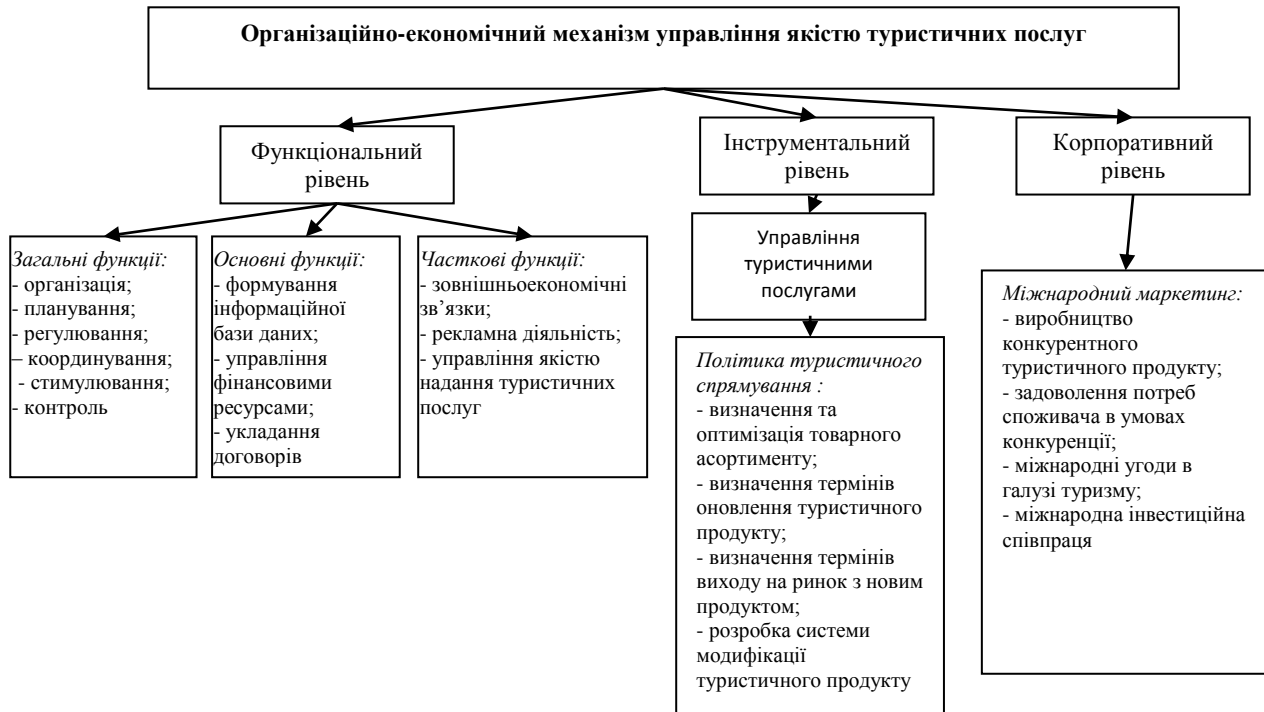 Організаційно-економічний механізм управління якістю туристичних послуг
Функціональний
рівень
Інструментальний
рівень
Корпоративний
рівень
Загальні функції:
- організація;
- планування;
- регулювання;
– координування;
- стимулювання;
- контроль
Основні функції:
- формування
інформаційної
бази даних;
- управління
фінансовими
ресурсами;
- укладання
договорів
Часткові функції:
- зовнішньоекономічні
зв’язки;
- рекламна діяльність;
- управління якістю
надання туристичних
послуг
Управління
туристичними
послугами
Політика туристичного
спрямування :
- визначення та
оптимізація товарного
асортименту;
- визначення термінів
оновлення туристичного
продукту;
- визначення термінів
виходу на ринок з новим
продуктом;
- розробка системи
модифікації
туристичного продукту
Міжнародний маркетинг:
- виробництво
конкурентного
туристичного продукту;
- задоволення потреб
споживача в умовах
конкуренції;
- міжнародні угоди в
галузі туризму;
- міжнародна інвестиційна
співпраця